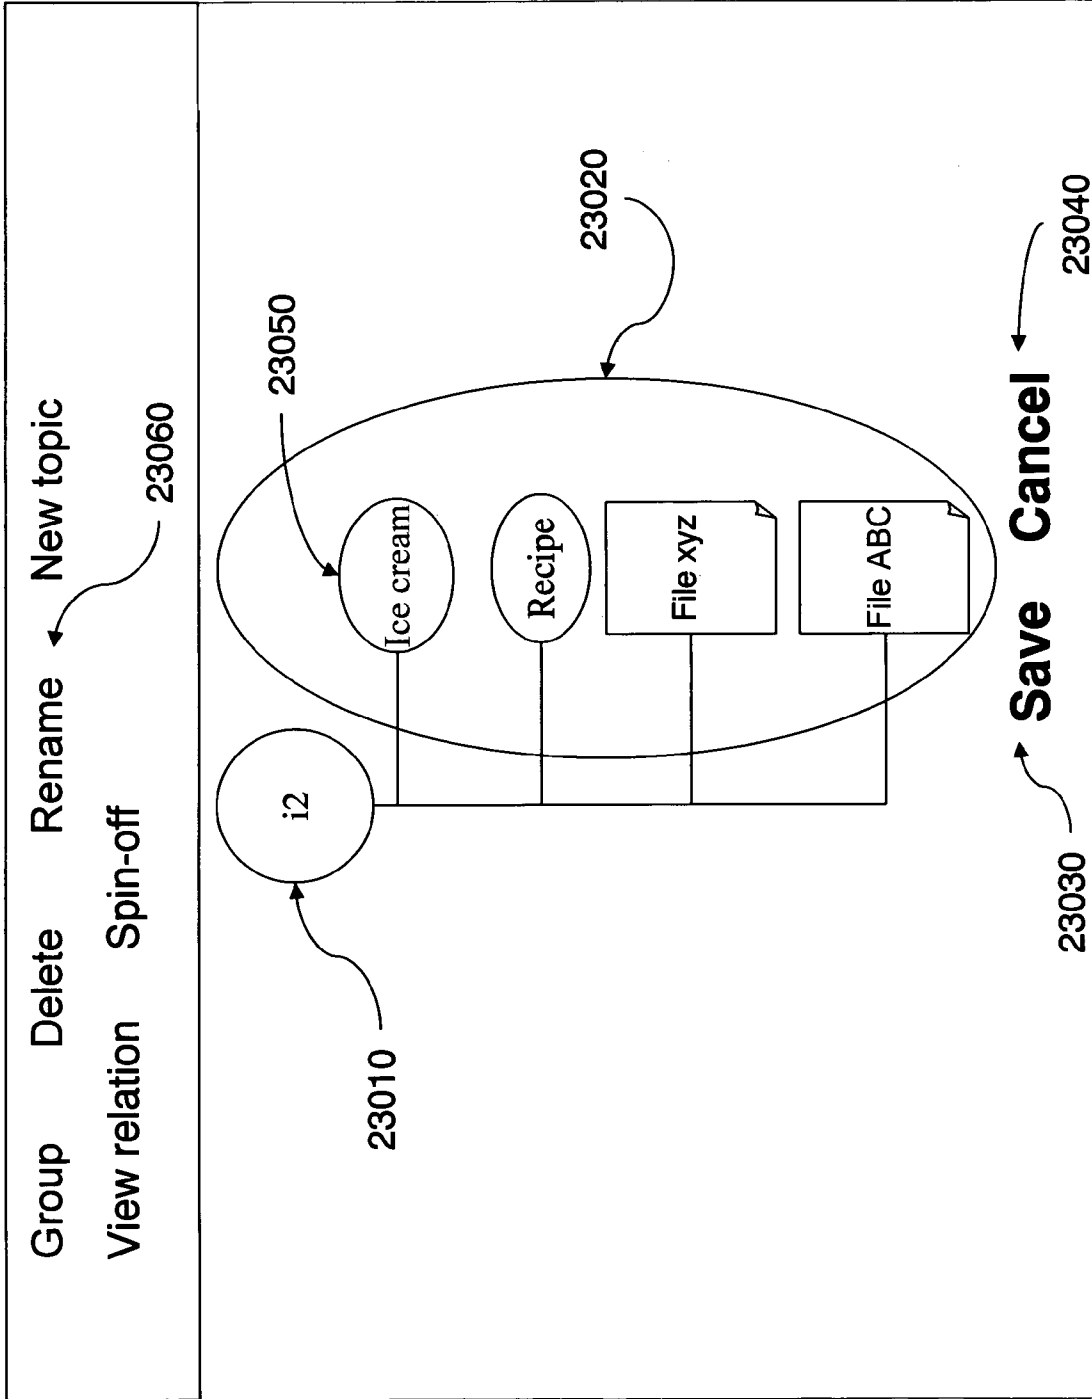 Group Delete Rename New topic
View relation Spin-off
23060
i2
23010
Ice cream
23050
Recipe
File xyz
File ABC
23020
Save Cancel
23030
23040